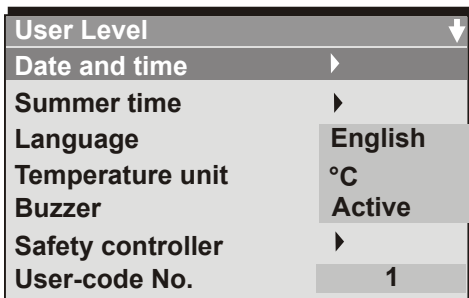 User Level
Date and time
Summer time
Language English
Temperature unit °C
Buzzer Active
Safety controller
User-code No. 1